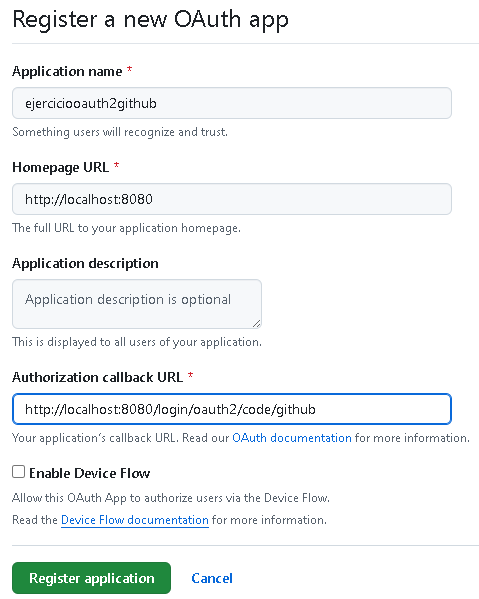 Register a new OAuth app
Application name *
ejerciciooauth2github
Something users will recognize and trust.
Homepage URL *
http://localhost:8080
The full URL to your application homepage.
Application description
Application description is optional
This is displayed to all users of your application.
Authorization callback URL *
http://localhost:8080/login/oauth2/code/github
Your application's callback URL. Read our OAuth documentation for more information.
Enable Device Flow
Allow this OAuth App to authorize users via the Device Flow.
Read the Device Flow documentation for more information.
Register application Cancel